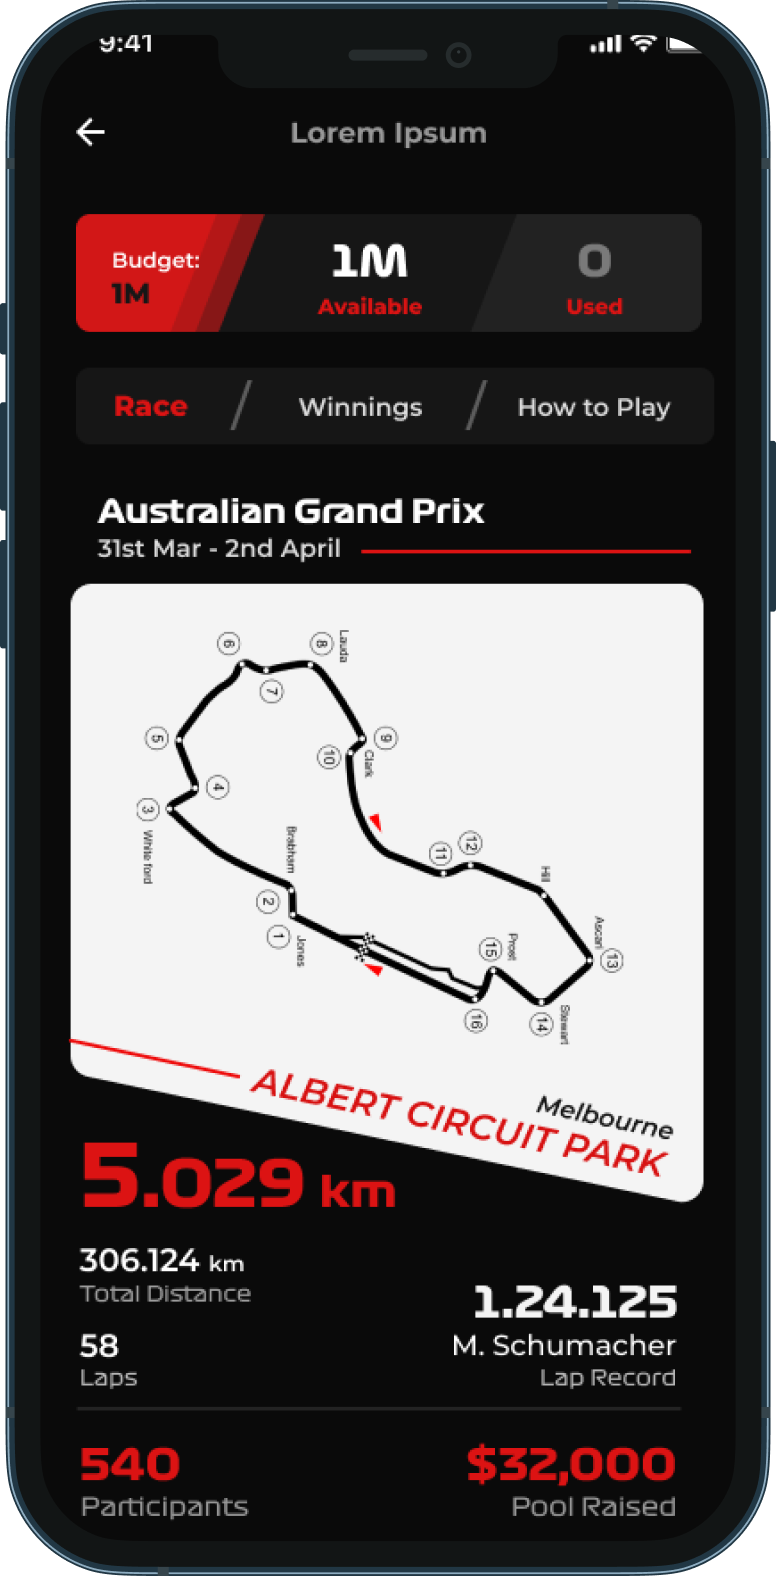 9:41
Lorem Ipsum
Budget:
1M
1M
Available
0
Used
Race
Winnings
How to Play
Australian Grand Prix
31st Mar - 2nd April
6
8
Lauda
7
5
9
10
Clark
4
3
White ford
12
11
Hill
Brabham
2
1
Jones
15
Prost
Ascari
13
16
14
Stewart
Melbourne
ALBERT CIRCUIT PARK
5.029 km
306.124 km
Total Distance
1.24.125
58
M. Schumacher
Laps
Lap Record
540
$32,000
Participants
Pool Raised